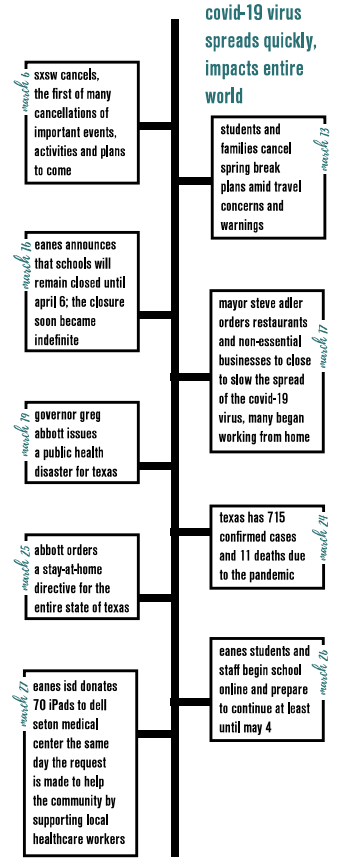 covid-19 virus
spreads quickly,
impacts entire
world
march 6
sxsw cancels,
the first of many
cancellations of
important events,
activities and plans
to come
march 13
students and
families cancel
spring break
plans amid travel
concerns and
warnings
march 16
eanes announces
that schools will
remain closed until
april 6; the closure
soon became
indefinite
march 17
mayor steve adler
orders restaurants
and non-essential
businesses to close
to slow the spread
of the covid-19
virus, many began
working from home
march 19
governor greg
abbott issues
a public health
disaster for texas
march 24
texas has 715
confirmed cases
and 11 deaths due
to the pandemic
march 25
abbott orders
a stay-at-home
directive for the
entire state of texas
march 26
eanes students and
staff begin school
online and prepare
to continue at least
until may 4
march 27
eanes isd donates
70 iPads to dell
seton medical
center the same
day the request
is made to help
the community by
supporting local
healthcare workers